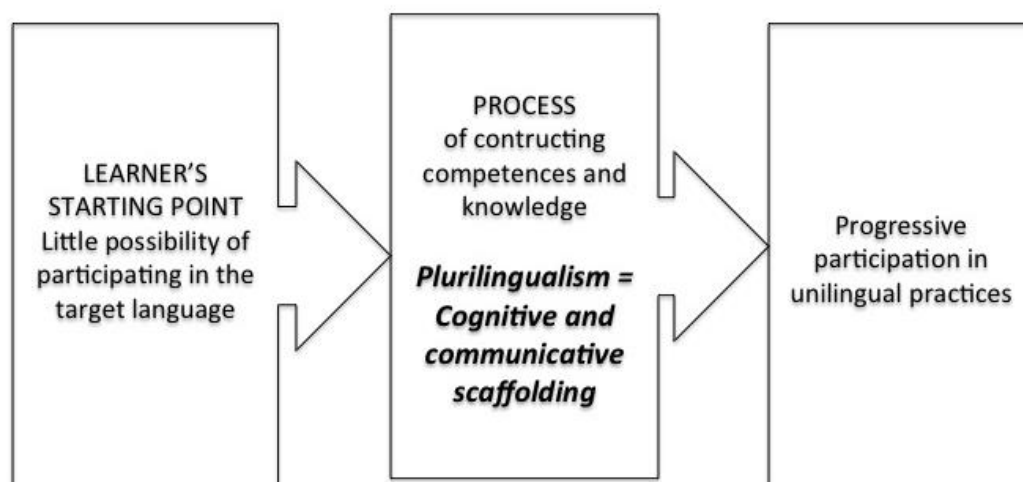 LEARNER'S
STARTING POINT
Little possibility of
participating in the
target language
PROCESS
of contructing
competences and
knowledge
Plurilingualism =
Cognitive and
communicative
scaffolding
Progressive
participation in
unilingual practices